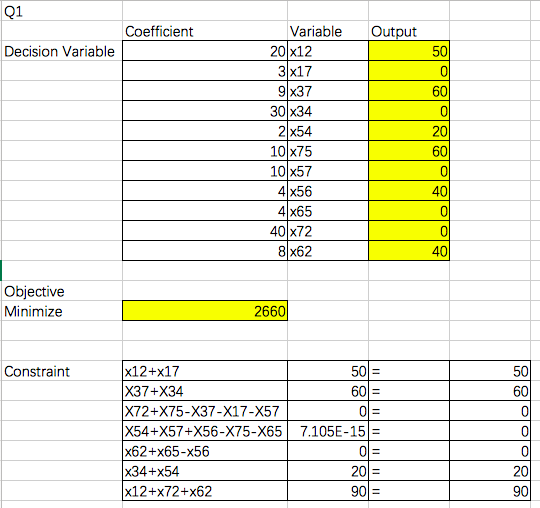 Q1
Coefficient Variable Output
Decision Variable 20 x12 50
3 x17 0
9 x37 60
30 x34 0
2 x54 20
10 x75 60
10 x57 0
4 x56 40
4 x65 0
40 x72 0
8 x62 40
Objective
Minimize 2660
Constraint x12+x17 50 = 50
X37+X34 60 = 60
X72+X75-X37-X17-X57 0 = 0
X54+X57+X56-X75-X65 7.105E-15 = 0
x62+x65-x56 0 = 0
x34+x54 20 = 20
x12+x72+x62 90 = 90